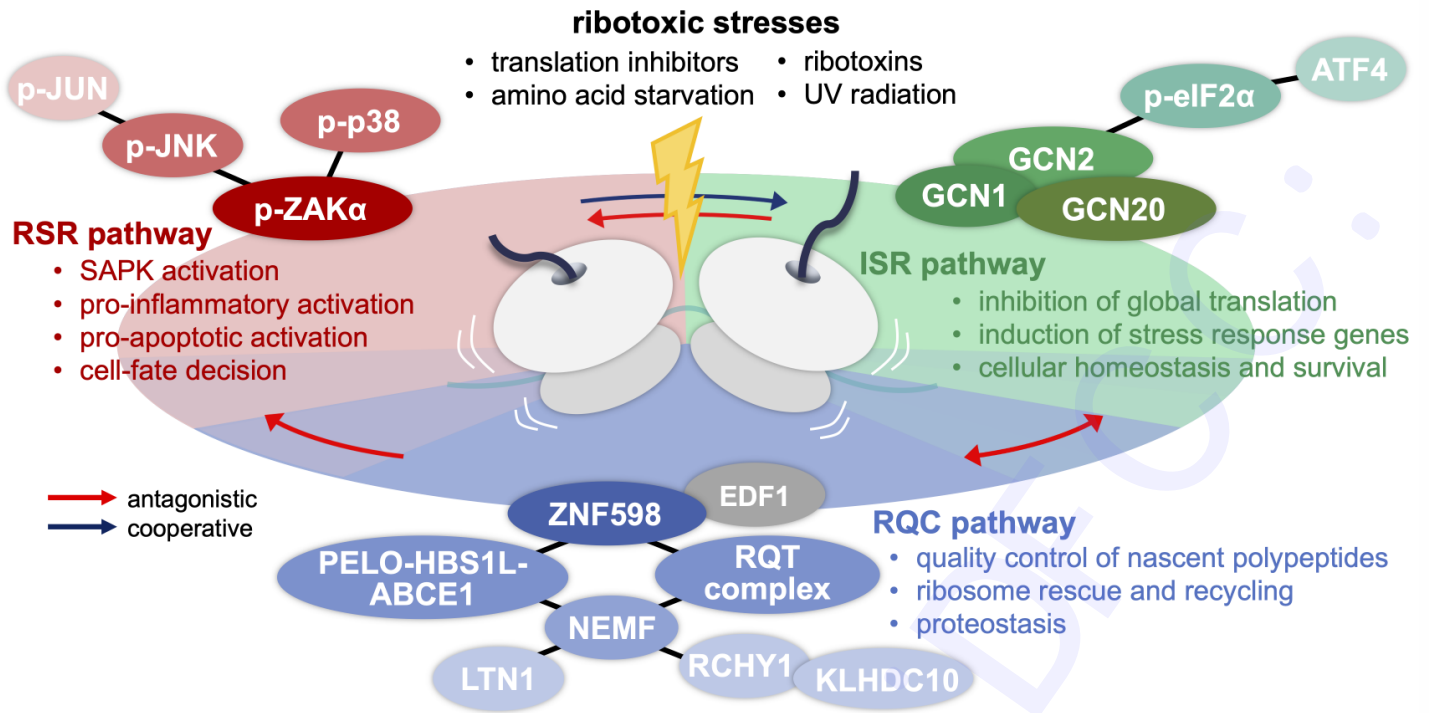 ribotoxic stresses
• translation inhibitors
• amino acid starvation
• ribotoxins
• UV radiation
p-JUN
p-JNK
p-p38
p-ZAKα
RSR pathway
• SAPK activation
• pro-inflammatory activation
• pro-apoptotic activation
• cell-fate decision
ATF4
p-eIF2α
GCN2
GCN1
GCN20
ISR pathway
• inhibition of global translation
• induction of stress response genes
• cellular homeostasis and survival
antagonistic
cooperative
ZNF598
EDF1
PELO-HBS1L-
ABCE1
RQT
complex
NEMF
LTN1
RCHY1
KLHDC10
RQC pathway
• quality control of nascent polypeptides
• ribosome rescue and recycling
• proteostasis